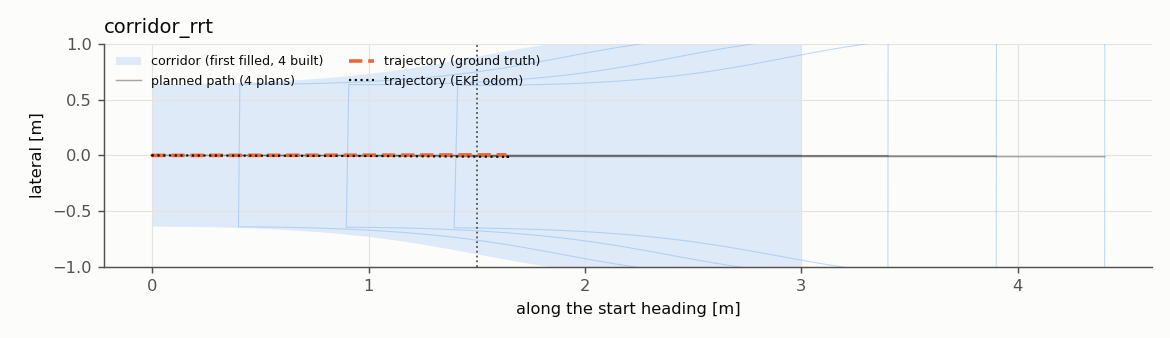 corridor_rrt
corridor (first filled, 4 built)
planned path (4 plans)
trajectory (ground truth)
trajectory (EKF odom)
lateral [m]
1.0
0.5
0.0
−0.5
−1.0
0 1 2 3 4
along the start heading [m]